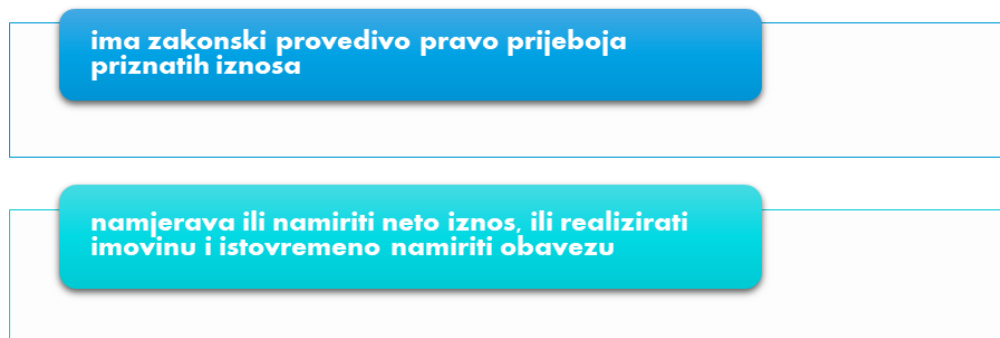 ima zakonski provedivo pravo prijeboja
priznatih iznosa
namjerava ili namiriti neto iznos, ili realizirati
imovinu i istovremeno namiriti obavezu